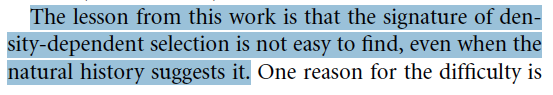 The lesson from this work is that the signature of den-
sity-dependent selection is not easy to find, even when the
natural history suggests it. One reason for the difficulty is